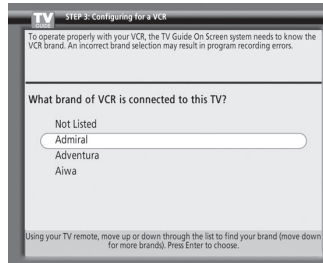 TV GUIDE STEP 3: Configuring for a VCR
To operate properly with your VCR, the TV Guide On Screen system needs to know the
VCR brand. An incorrect brand selection may result in program recording errors.
What brand of VCR is connected to this TV?
Not Listed
Admiral
Adventura
Aiwa
Using your TV remote, move up or down through the list to find your brand (move down
for more brands). Press Enter to choose.